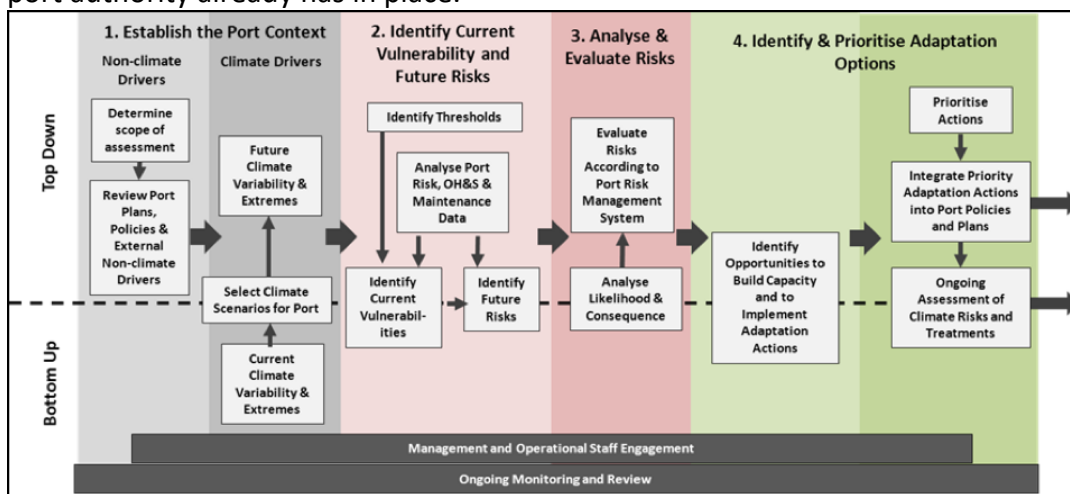 port authority already has in place.
1. Establish the Port Context
Non-climate
Drivers
Climate Drivers
2. Identify Current
Vulnerability and
Future Risks
3. Analyse &
Evaluate Risks
4. Identify & Prioritise Adaptation
Options
Top Down
Bottom Up
Determine
scope of
assessment
Review Port
Plans,
Policies &
External
Non-climate
Drivers
Future
Climate
Variability &
Extremes
Select Climate
Scenarios for Port
Current
Climate
Variability &
Extremes
Identify Thresholds
Analyse Port
Risk, OH&S &
Maintenance
Data
Identify
Current
Vulnerabil-
ities
Identify
Future
Risks
Evaluate
Risks
According to
Port Risk
Management
System
Analyse
Likelihood &
Consequence
Identify
Opportunities to
Build Capacity
and to
Implement
Adaptation
Actions
Prioritise
Actions
Integrate Priority
Adaptation Actions
into Port Policies
and Plans
Ongoing
Assessment of
Climate Risks and
Treatments
Management and Operational Staff Engagement
Ongoing Monitoring and Review